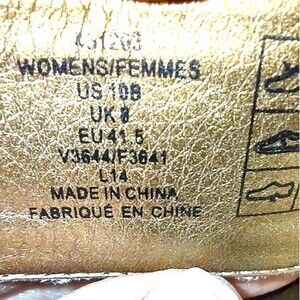 WOMENS/FEMMES
US 10B
UK 8
EU 41.5
V3644/F3641
L14
MADE IN CHINA
FABRIQUÉ EN CHINE